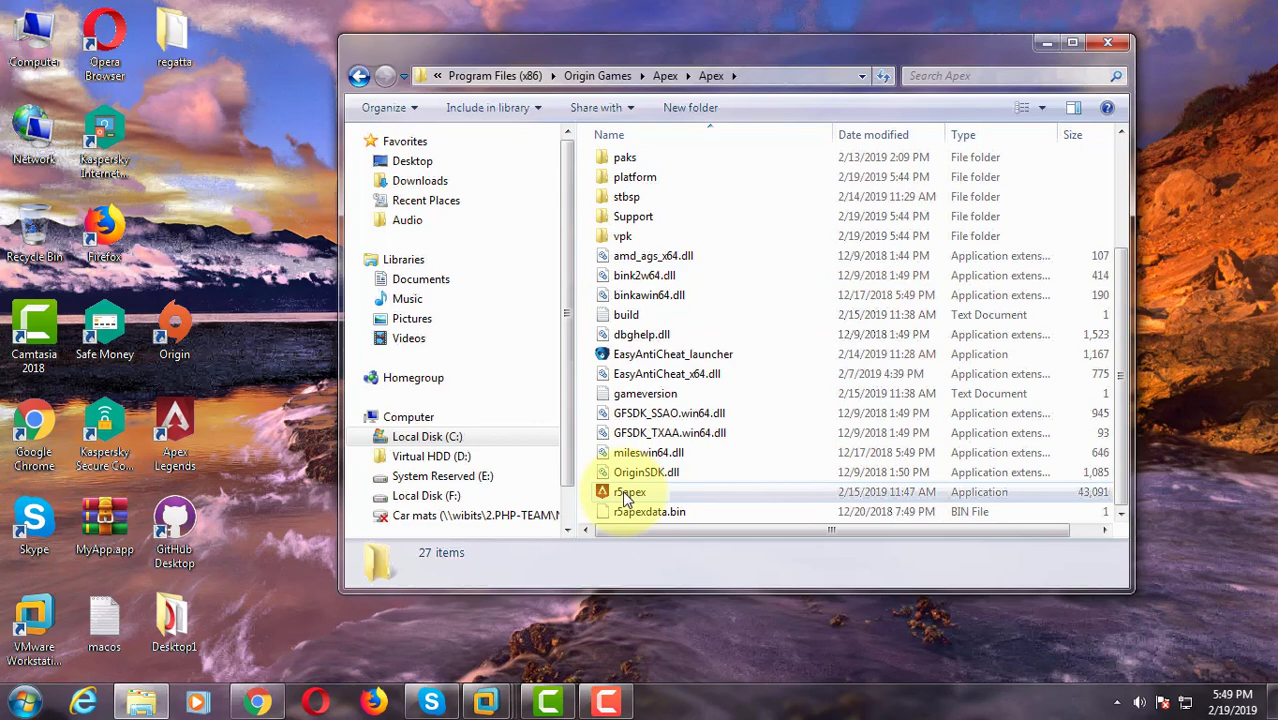 Computer
Opera
Browser
regatta
Network
Kaspersky
Internet...
Recycle Bin
Firefox
Camtasia
2018
Safe Money
Origin
Google
Chrome
Kaspersky
Secure Co...
Apex
Legends
Skype
MyApp.app
GitHub
Desktop
VMware
Workstati...
macos
Desktop1
« Program Files (x86) Origin Games Apex Apex
Search Apex
Organize Include in library Share with New folder
Favorites
Desktop
Downloads
Recent Places
Audio
Libraries
Documents
Music
Pictures
Videos
Homegroup
Computer
Local Disk (C:)
Virtual HDD (D:)
System Reserved (E:)
Local Disk (F:)
Car mats (\\wibits\2.PHP-TEAM\
Name Date modified Type Size
paks 2/13/2019 2:09 PM File folder
platform 2/19/2019 5:44 PM File folder
stbsp 2/14/2019 11:29 AM File folder
Support 2/19/2019 5:44 PM File folder
vpk 2/19/2019 5:44 PM File folder
amd_ags_x64.dll 12/9/2018 1:44 PM Application extens... 107
bink2w64.dll 12/9/2018 1:49 PM Application extens... 414
binkawin64.dll 12/17/2018 5:49 PM Application extens... 190
build 2/15/2019 11:38 AM Text Document 1
dbghelp.dll 12/9/2018 1:49 PM Application extens... 1,523
EasyAntiCheat_launcher 2/14/2019 11:28 AM Application 1,167
EasyAntiCheat_x64.dll 2/7/2019 4:39 PM Application extens... 775
gameversion 2/15/2019 11:38 AM Text Document 1
GFSDK_SSAO.win64.dll 12/9/2018 1:49 PM Application extens... 945
GFSDK_TXAA.win64.dll 12/9/2018 1:49 PM Application extens... 93
mileswin64.dll 12/17/2018 5:49 PM Application extens... 646
OriginSDK.dll 12/9/2018 1:50 PM Application extens... 1,085
r5apex 2/15/2019 11:47 AM Application 43,091
r5apexdata.bin 12/20/2018 7:49 PM BIN File 1
27 items
5:49 PM
2/19/2019